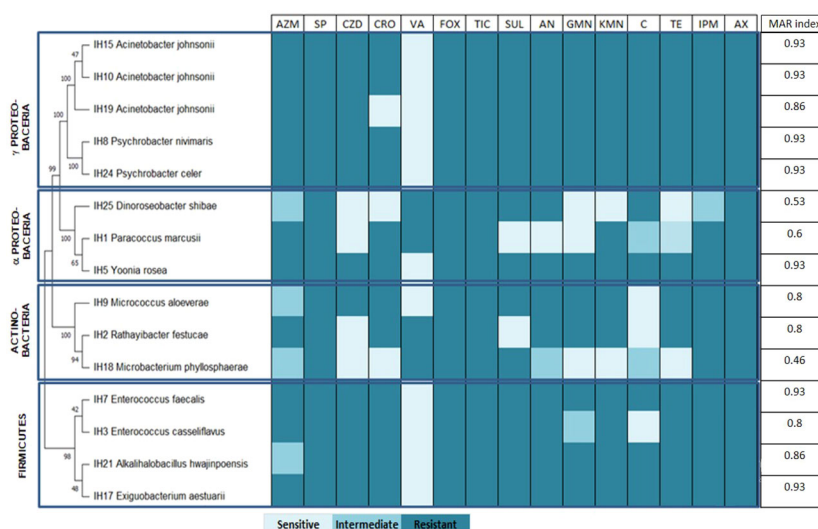 AZM SP CZD CRO VA FOX TIC SUL AN GMN KMN C TE IPM AX MAR index
γ PROTEO-
BACERIA
IH15 Acinetobacter johnsonii 0.93
47
IH10 Acinetobacter johnsonii 0.93
100
IH19 Acinetobacter johnsonii 0.86
100
IH8 Psychrobacter nivimaris 0.93
100
IH24 Psychrobacter celer 0.93
99
α PROTEO-
BACERIA
IH25 Dinoroseobacter shibae 0.53
IH1 Paracoccus marcusii 0.6
100
65
IH5 Yoonia rosea 0.93
ACTINO-
BACTERIA
IH9 Micrococcus aloeverae 0.8
IH2 Rathayibacter festucae 0.8
100
94
IH18 Microbacterium phyllosphaerae 0.46
FIRMICUTES
IH7 Enterococcus faecalis 0.93
42
IH3 Enterococcus casseliflavus 0.8
98
IH21 Alkalihalobacillus hwajinpoensis 0.86
48
IH17 Exiguobacterium aestuarii 0.93
Sensitive Intermediate Resistant